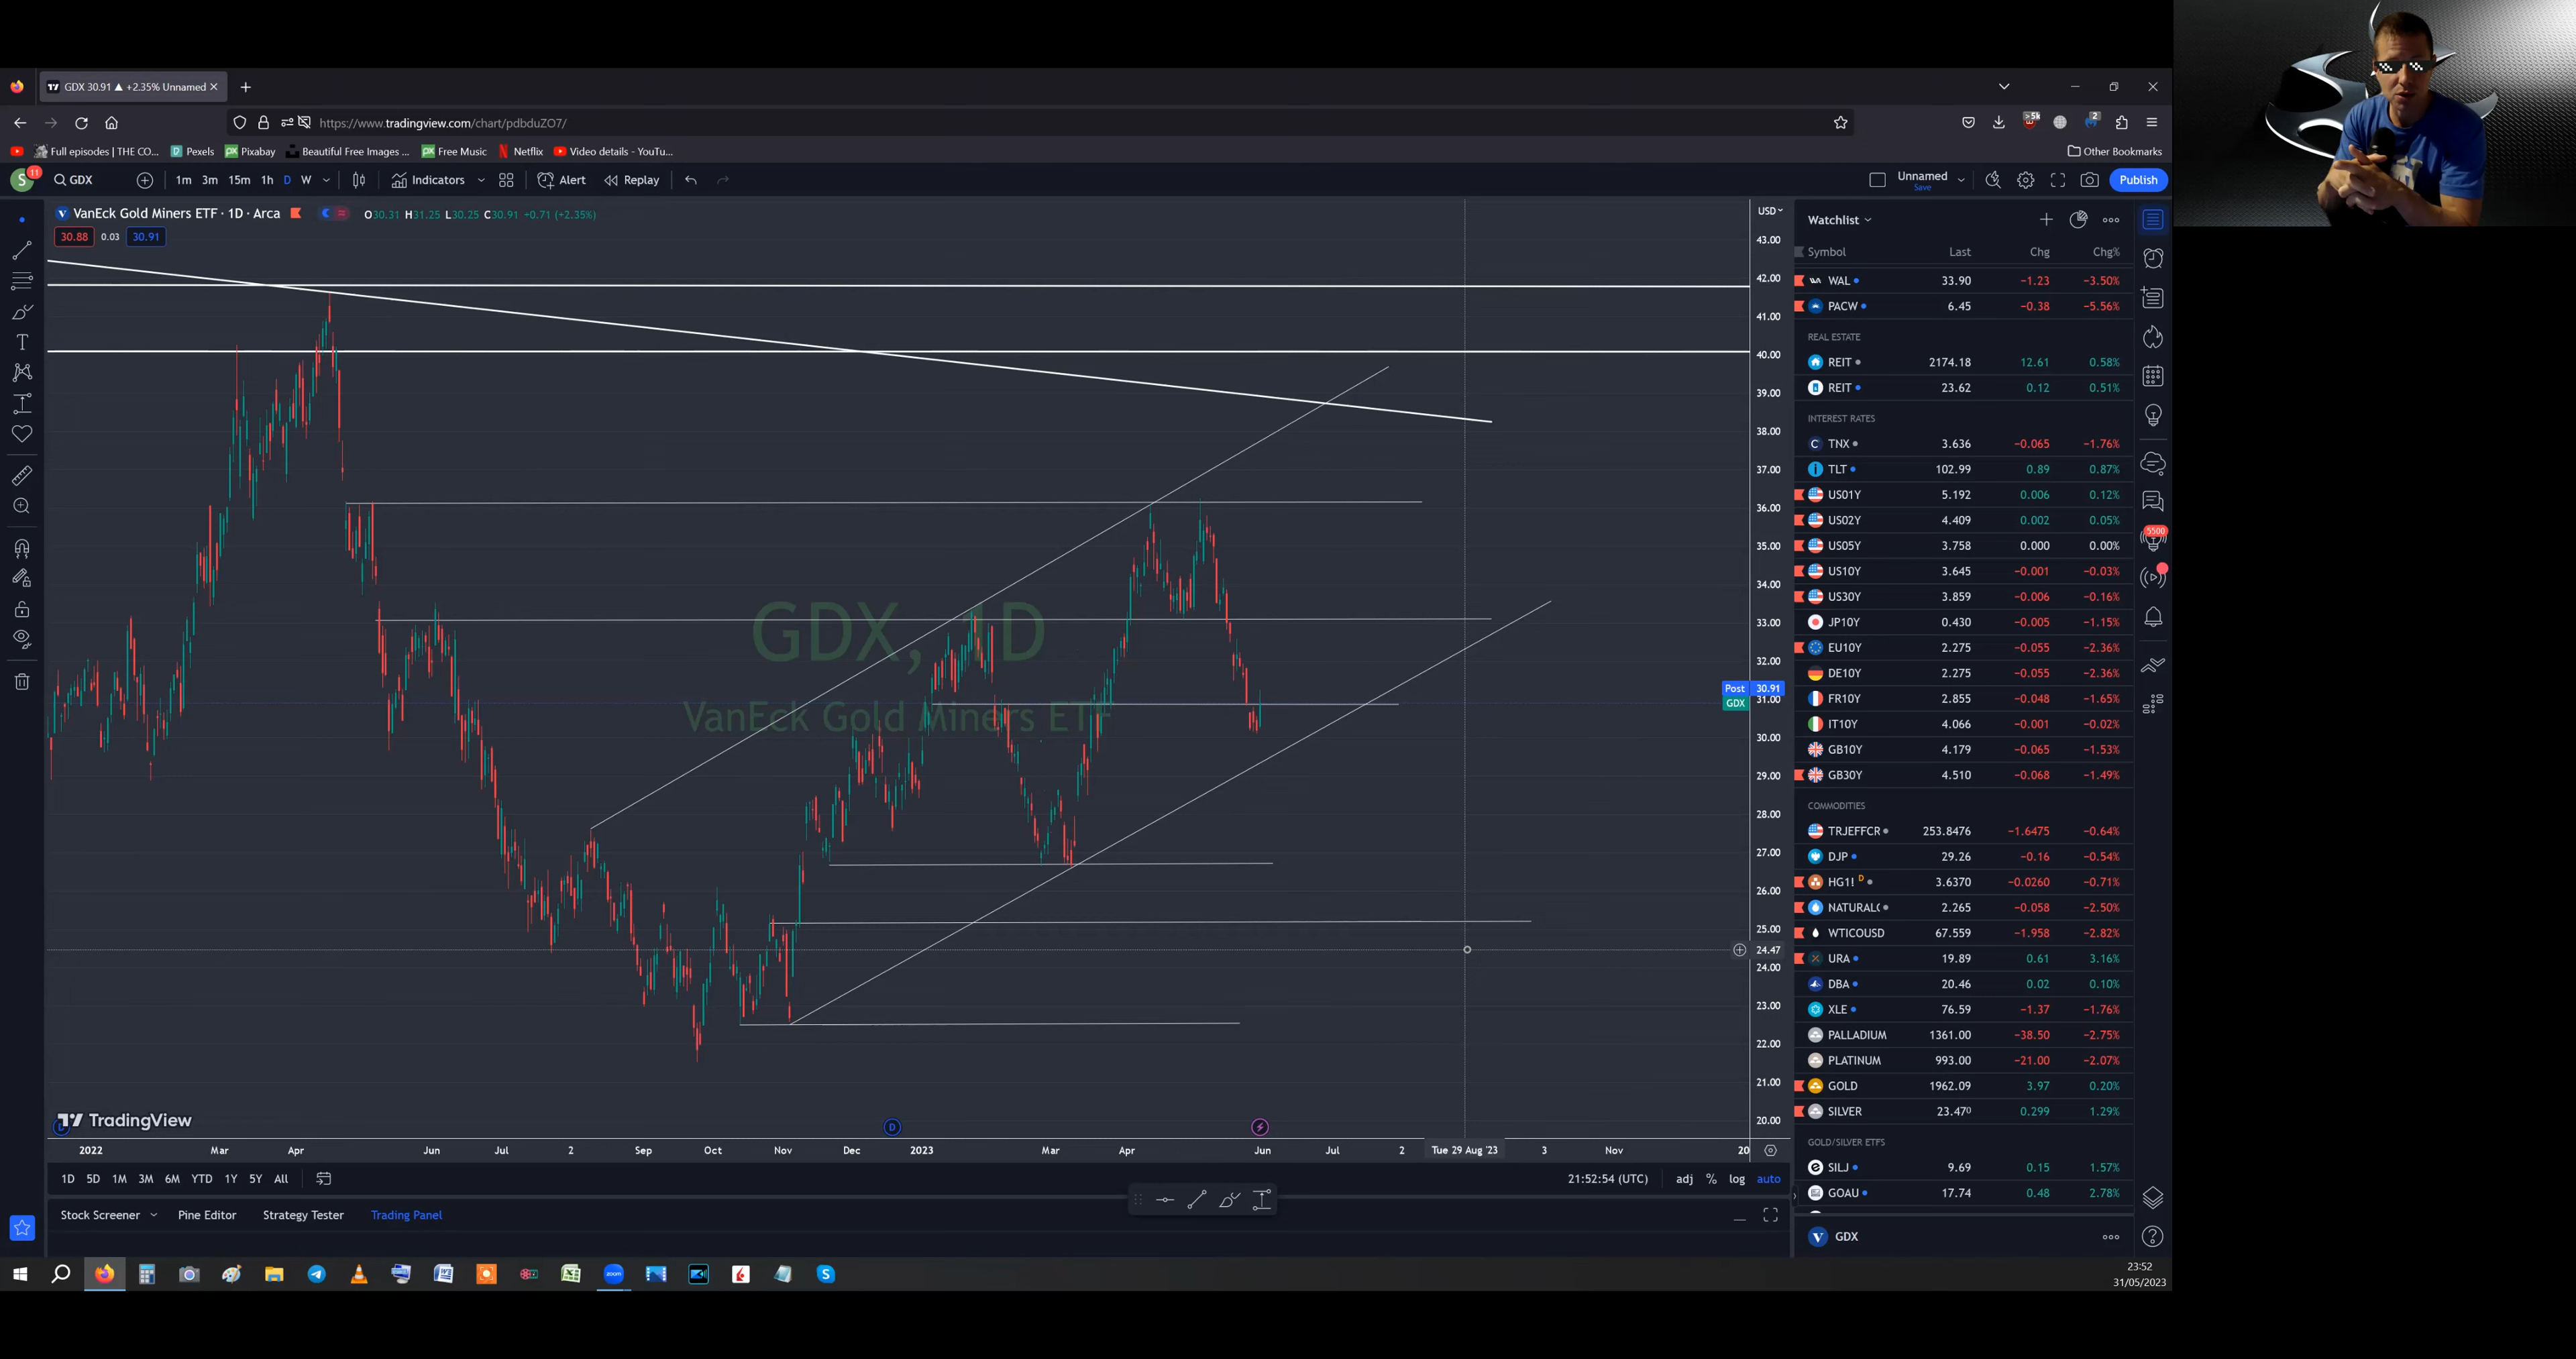 GDX 30.91 ▲ +2.35% Unnamed
https://www.tradingview.com/chart/pdbduZO7/
>5k
2
Full episodes | THE CO...
Pexels
Pixabay
Beautiful Free Images ...
Free Music
Netflix
Video details - YouTu...
Other Bookmarks
S 11
GDX
1m 3m 15m 1h D W
Indicators
Alert
Replay
Unnamed
Save
Publish
VanEck Gold Miners ETF · 1D · Arca
O30.31 H31.25 L30.25 C30.91 +0.71 (+2.35%)
30.88 0.03 30.91
GDX, 1D
VanEck Gold Miners ETF
USD
43.00
42.00
41.00
40.00
39.00
38.00
37.00
36.00
35.00
34.00
33.00
32.00
Post 30.91
31.00
GDX
30.00
29.00
28.00
27.00
26.00
25.00
24.47
24.00
23.00
22.00
21.00
20.00
TradingView
D
D
2022 Mar Apr Jun Jul 2 Sep Oct Nov Dec 2023 Mar Apr Jun Jul 2 Tue 29 Aug '23 3 Nov 20
1D 5D 1M 3M 6M YTD 1Y 5Y All
21:52:54 (UTC) adj % log auto
Stock Screener Pine Editor Strategy Tester Trading Panel
Watchlist
Symbol Last Chg Chg%
WAL 33.90 −1.23 −3.50%
PACW 6.45 −0.38 −5.56%
REAL ESTATE
REIT 2174.18 12.61 0.58%
REIT 23.62 0.12 0.51%
INTEREST RATES
TNX 3.636 −0.065 −1.76%
TLT 102.99 0.89 0.87%
US01Y 5.192 0.006 0.12%
US02Y 4.409 0.002 0.05%
US05Y 3.758 0.000 0.00%
US10Y 3.645 −0.001 −0.03%
US30Y 3.859 −0.006 −0.16%
JP10Y 0.430 −0.005 −1.15%
EU10Y 2.275 −0.055 −2.36%
DE10Y 2.275 −0.055 −2.36%
FR10Y 2.855 −0.048 −1.65%
IT10Y 4.066 −0.001 −0.02%
GB10Y 4.179 −0.065 −1.53%
GB30Y 4.510 −0.068 −1.49%
COMMODITIES
TRJEFFCR 253.8476 −1.6475 −0.64%
DJP 29.26 −0.16 −0.54%
HG1! D 3.6370 −0.0260 −0.71%
NATURAL 2.265 −0.058 −2.50%
WTICOUSD 67.559 −1.958 −2.82%
URA 19.89 0.61 3.16%
DBA 20.46 0.02 0.10%
XLE 76.59 −1.37 −1.76%
PALLADIUM 1361.00 −38.50 −2.75%
PLATINUM 993.00 −21.00 −2.07%
GOLD 1962.09 3.97 0.20%
SILVER 23.470 0.299 1.29%
GOLD/SILVER ETFS
SILJ 9.69 0.15 1.57%
GOAU 17.74 0.48 2.78%
GDX
5500
zoom
23:52
31/05/2023